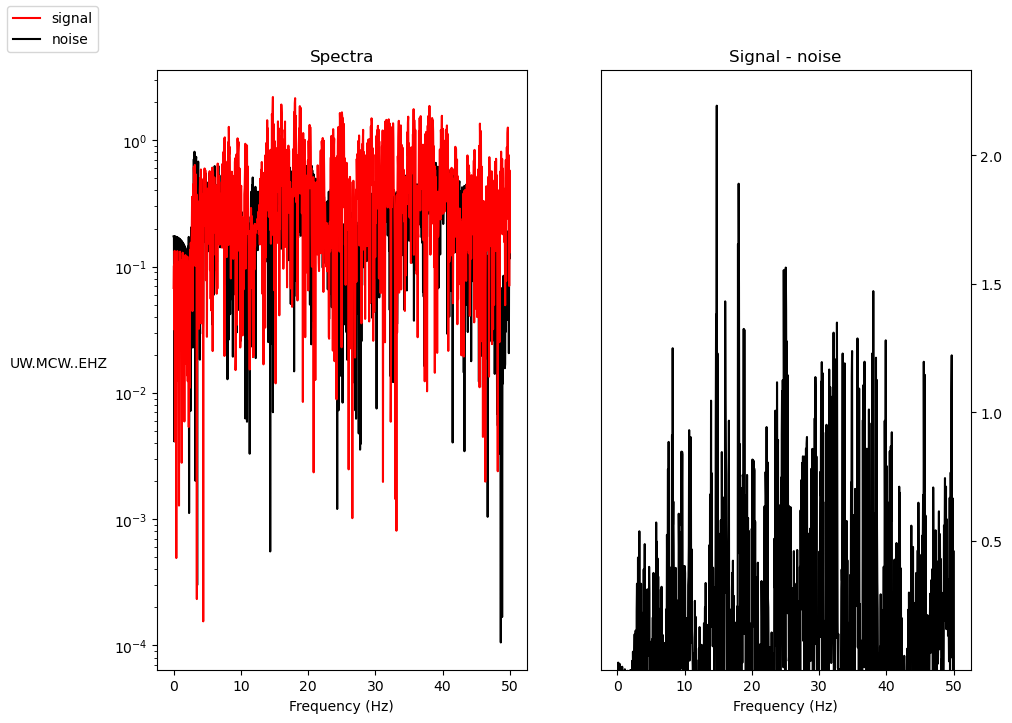 signal
noise
Spectra
Signal - noise
10⁰
10⁻¹
10⁻²
10⁻³
10⁻⁴
UW.MCW..EHZ
2.0
1.5
1.0
0.5
0 10 20 30 40 50
0 10 20 30 40 50
Frequency (Hz)
Frequency (Hz)